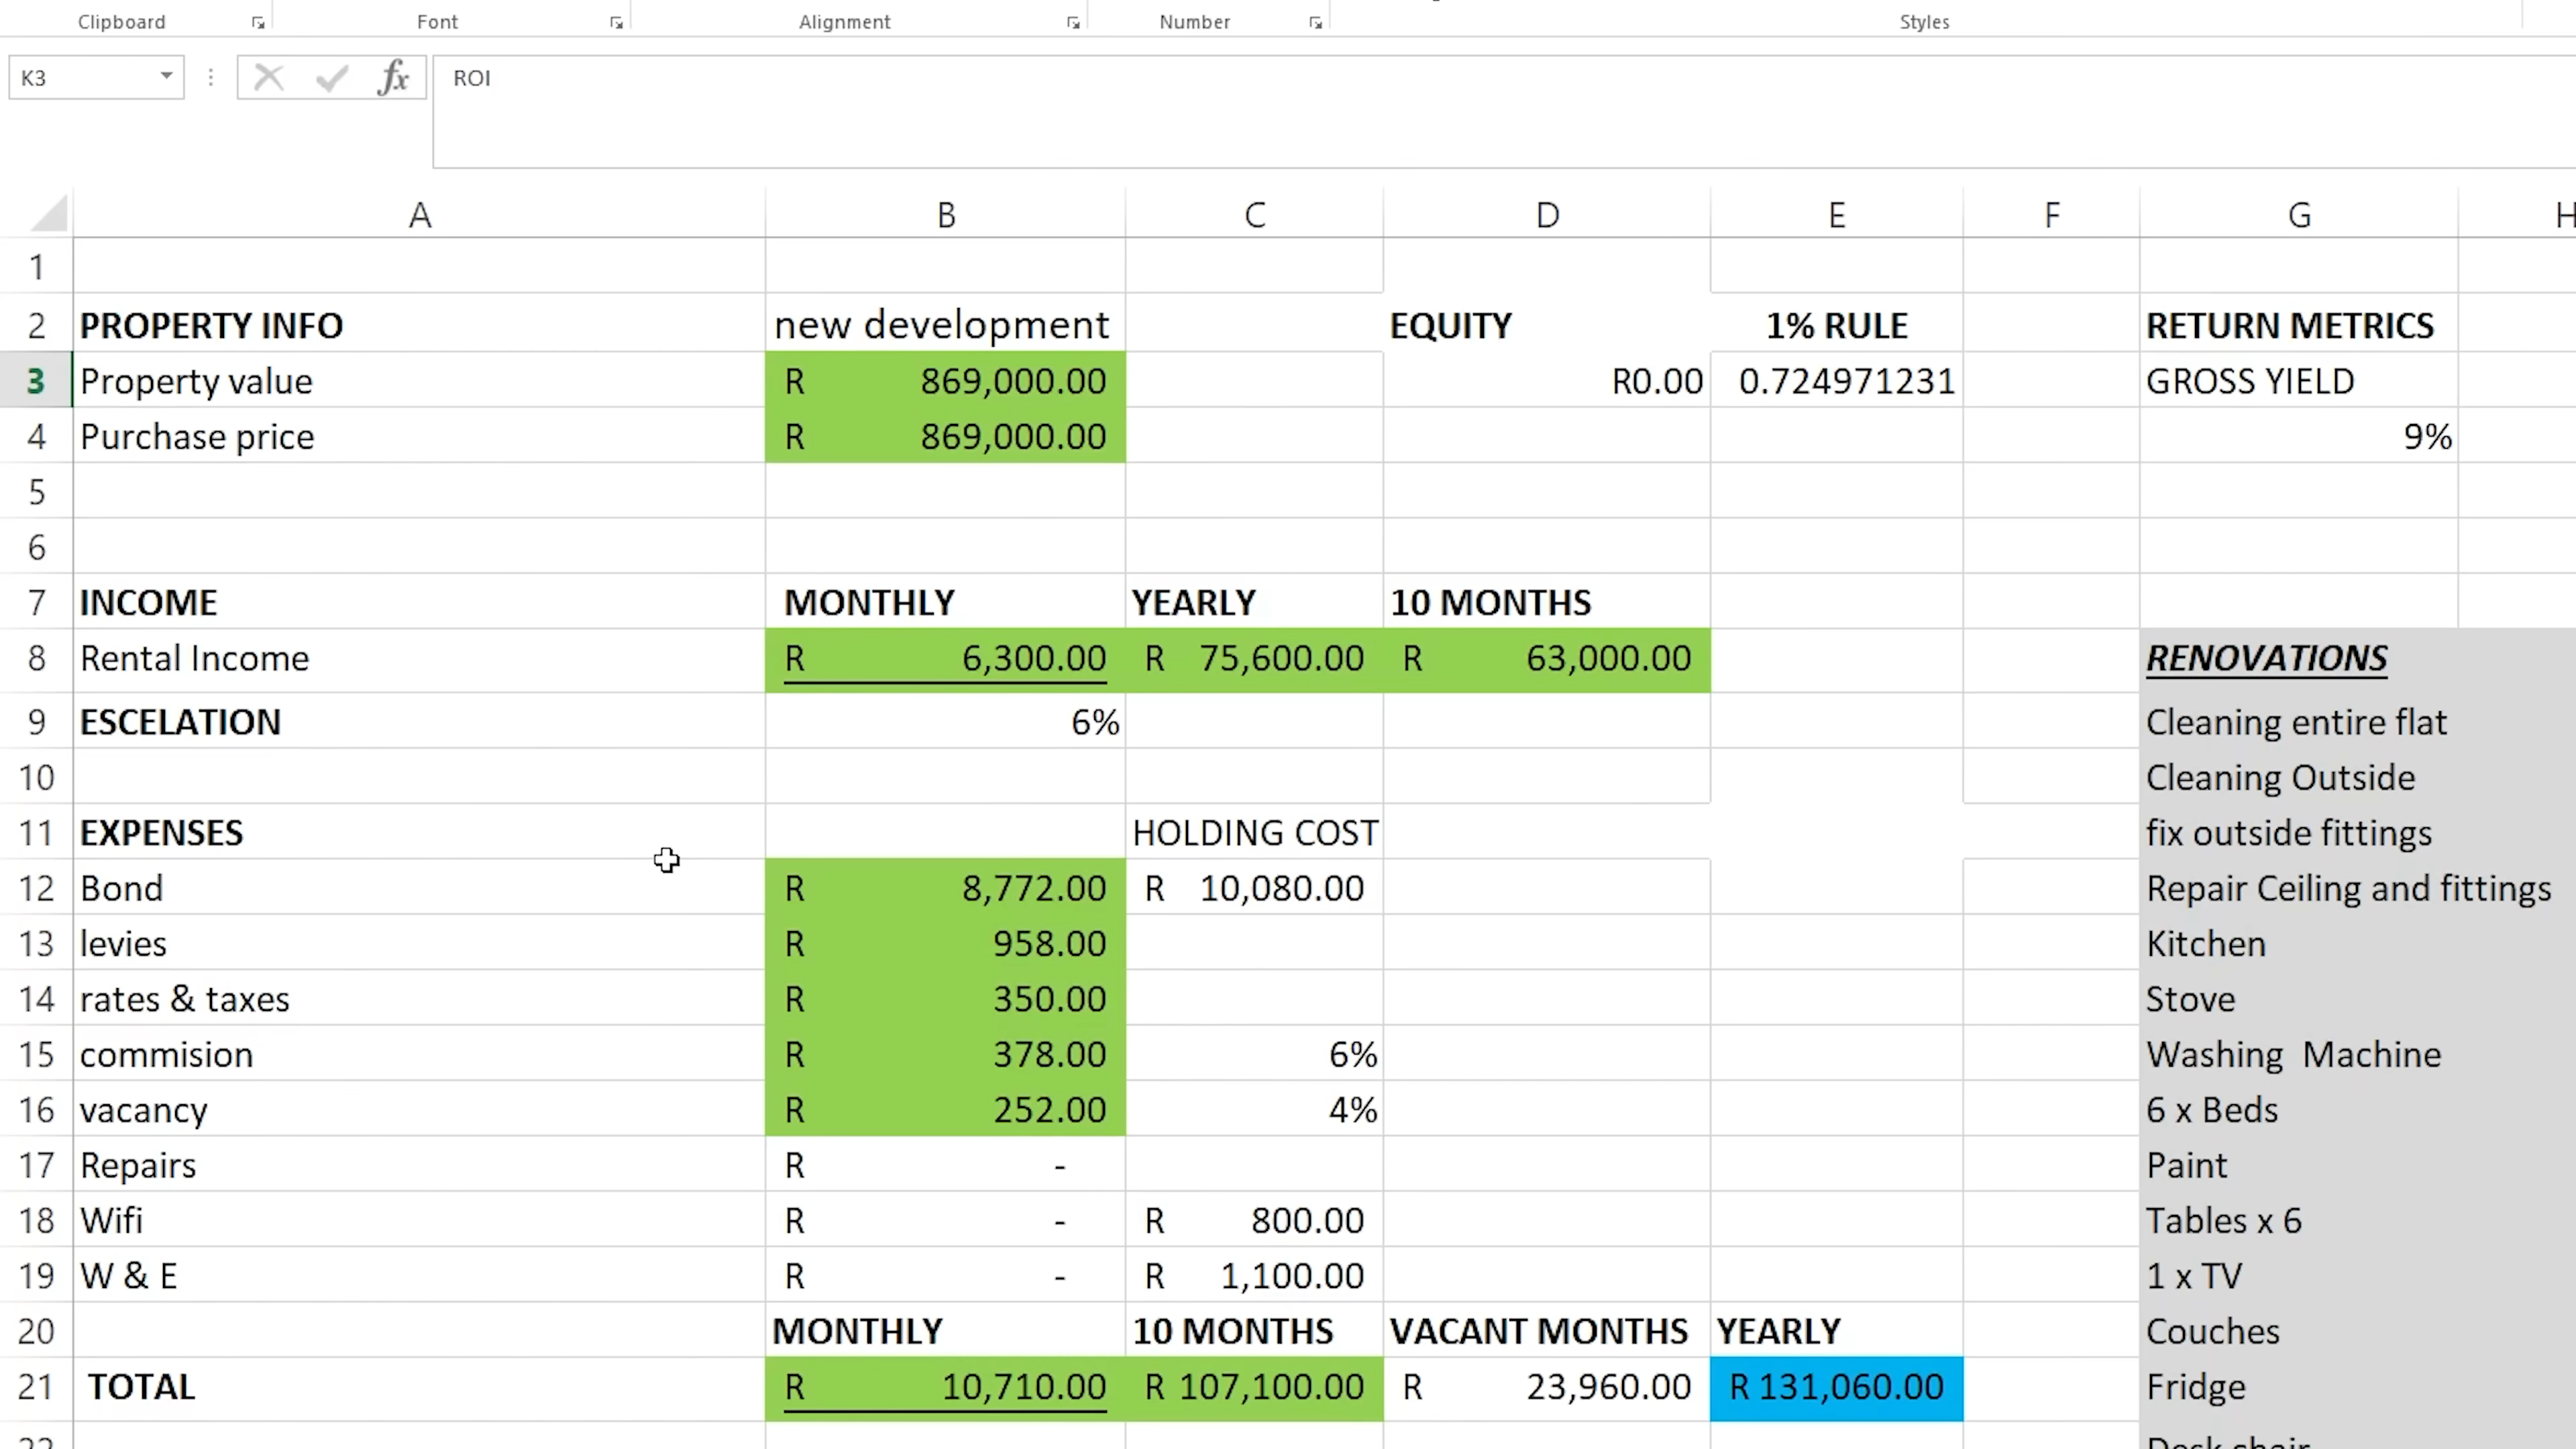 Clipboard Font Alignment Number Styles
K3 fx ROI
A B C D E F G H
1
2 PROPERTY INFO new development EQUITY 1% RULE RETURN METRICS
3 Property value R 869,000.00 R0.00 0.724971231 GROSS YIELD
4 Purchase price R 869,000.00 9%
5
6
7 INCOME MONTHLY YEARLY 10 MONTHS
8 Rental Income R 6,300.00 R 75,600.00 R 63,000.00 RENOVATIONS
9 ESCELATION 6% Cleaning entire flat
10 Cleaning Outside
11 EXPENSES HOLDING COST fix outside fittings
12 Bond R 8,772.00 R 10,080.00 Repair Ceiling and fittings
13 levies R 958.00 Kitchen
14 rates & taxes R 350.00 Stove
15 commision R 378.00 6% Washing Machine
16 vacancy R 252.00 4% 6 x Beds
17 Repairs R - Paint
18 Wifi R - R 800.00 Tables x 6
19 W & E R - R 1,100.00 1 x TV
20 MONTHLY 10 MONTHS VACANT MONTHS YEARLY Couches
21 TOTAL R 10,710.00 R 107,100.00 R 23,960.00 R 131,060.00 Fridge
22 Desk chair